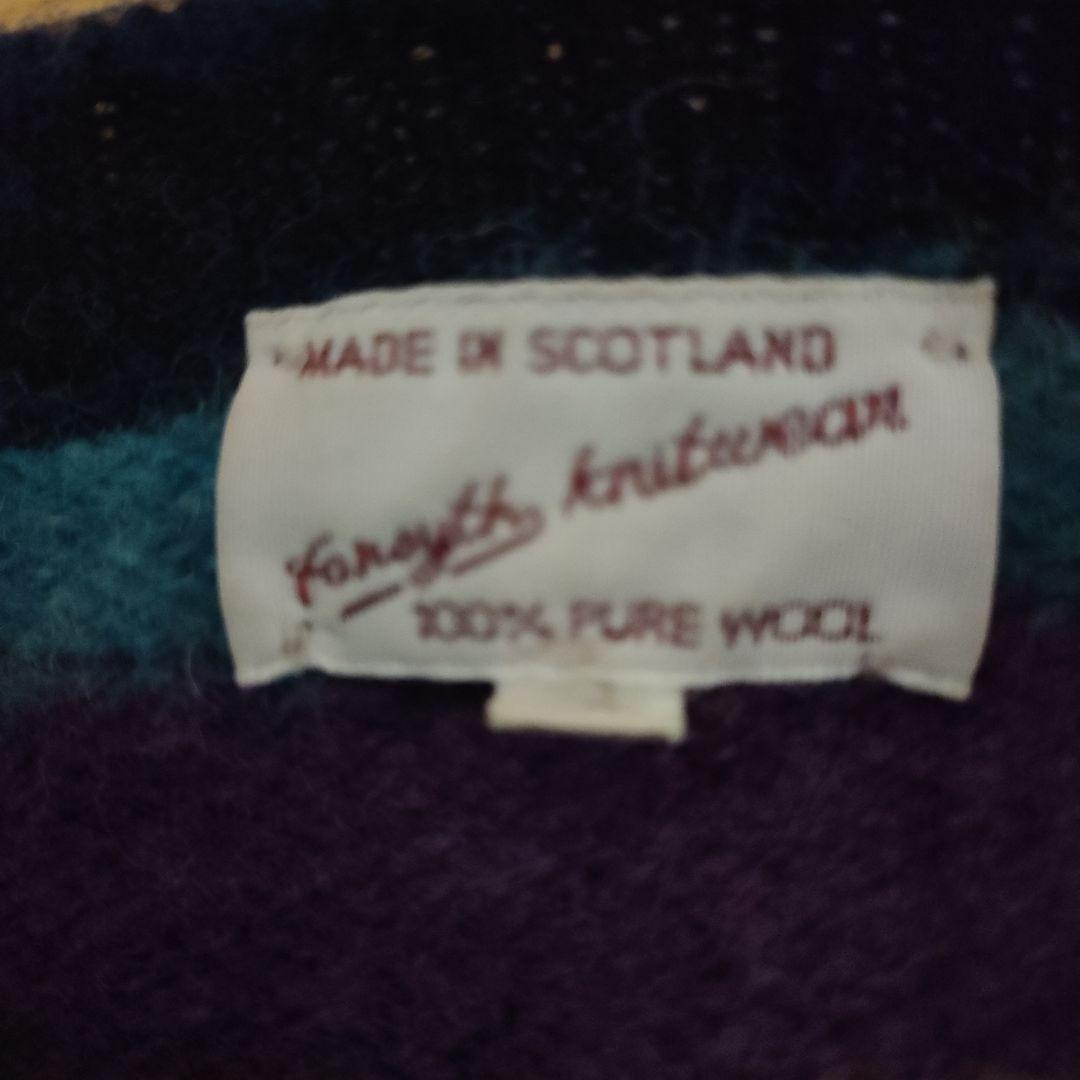 MADE IN SCOTLAND
Forsyth knitwear
100% PURE WOOL